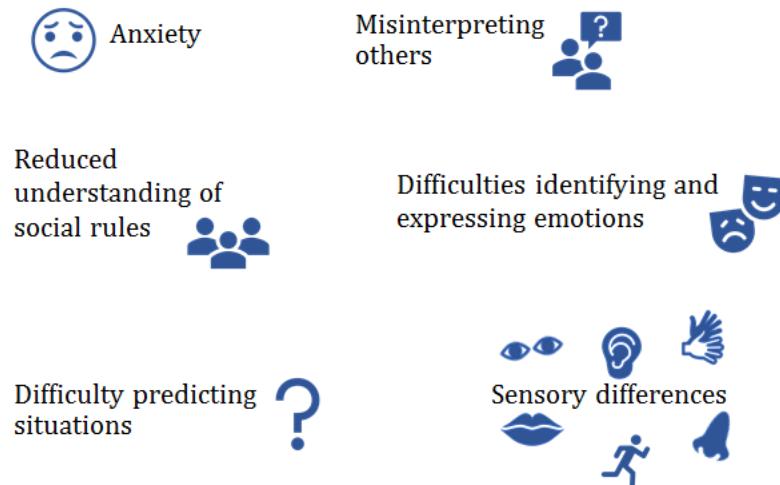 Anxiety
Misinterpreting
others
?
Reduced
understanding of
social rules
Difficulties identifying and
expressing emotions
Difficulty predicting
situations
?
Sensory differences